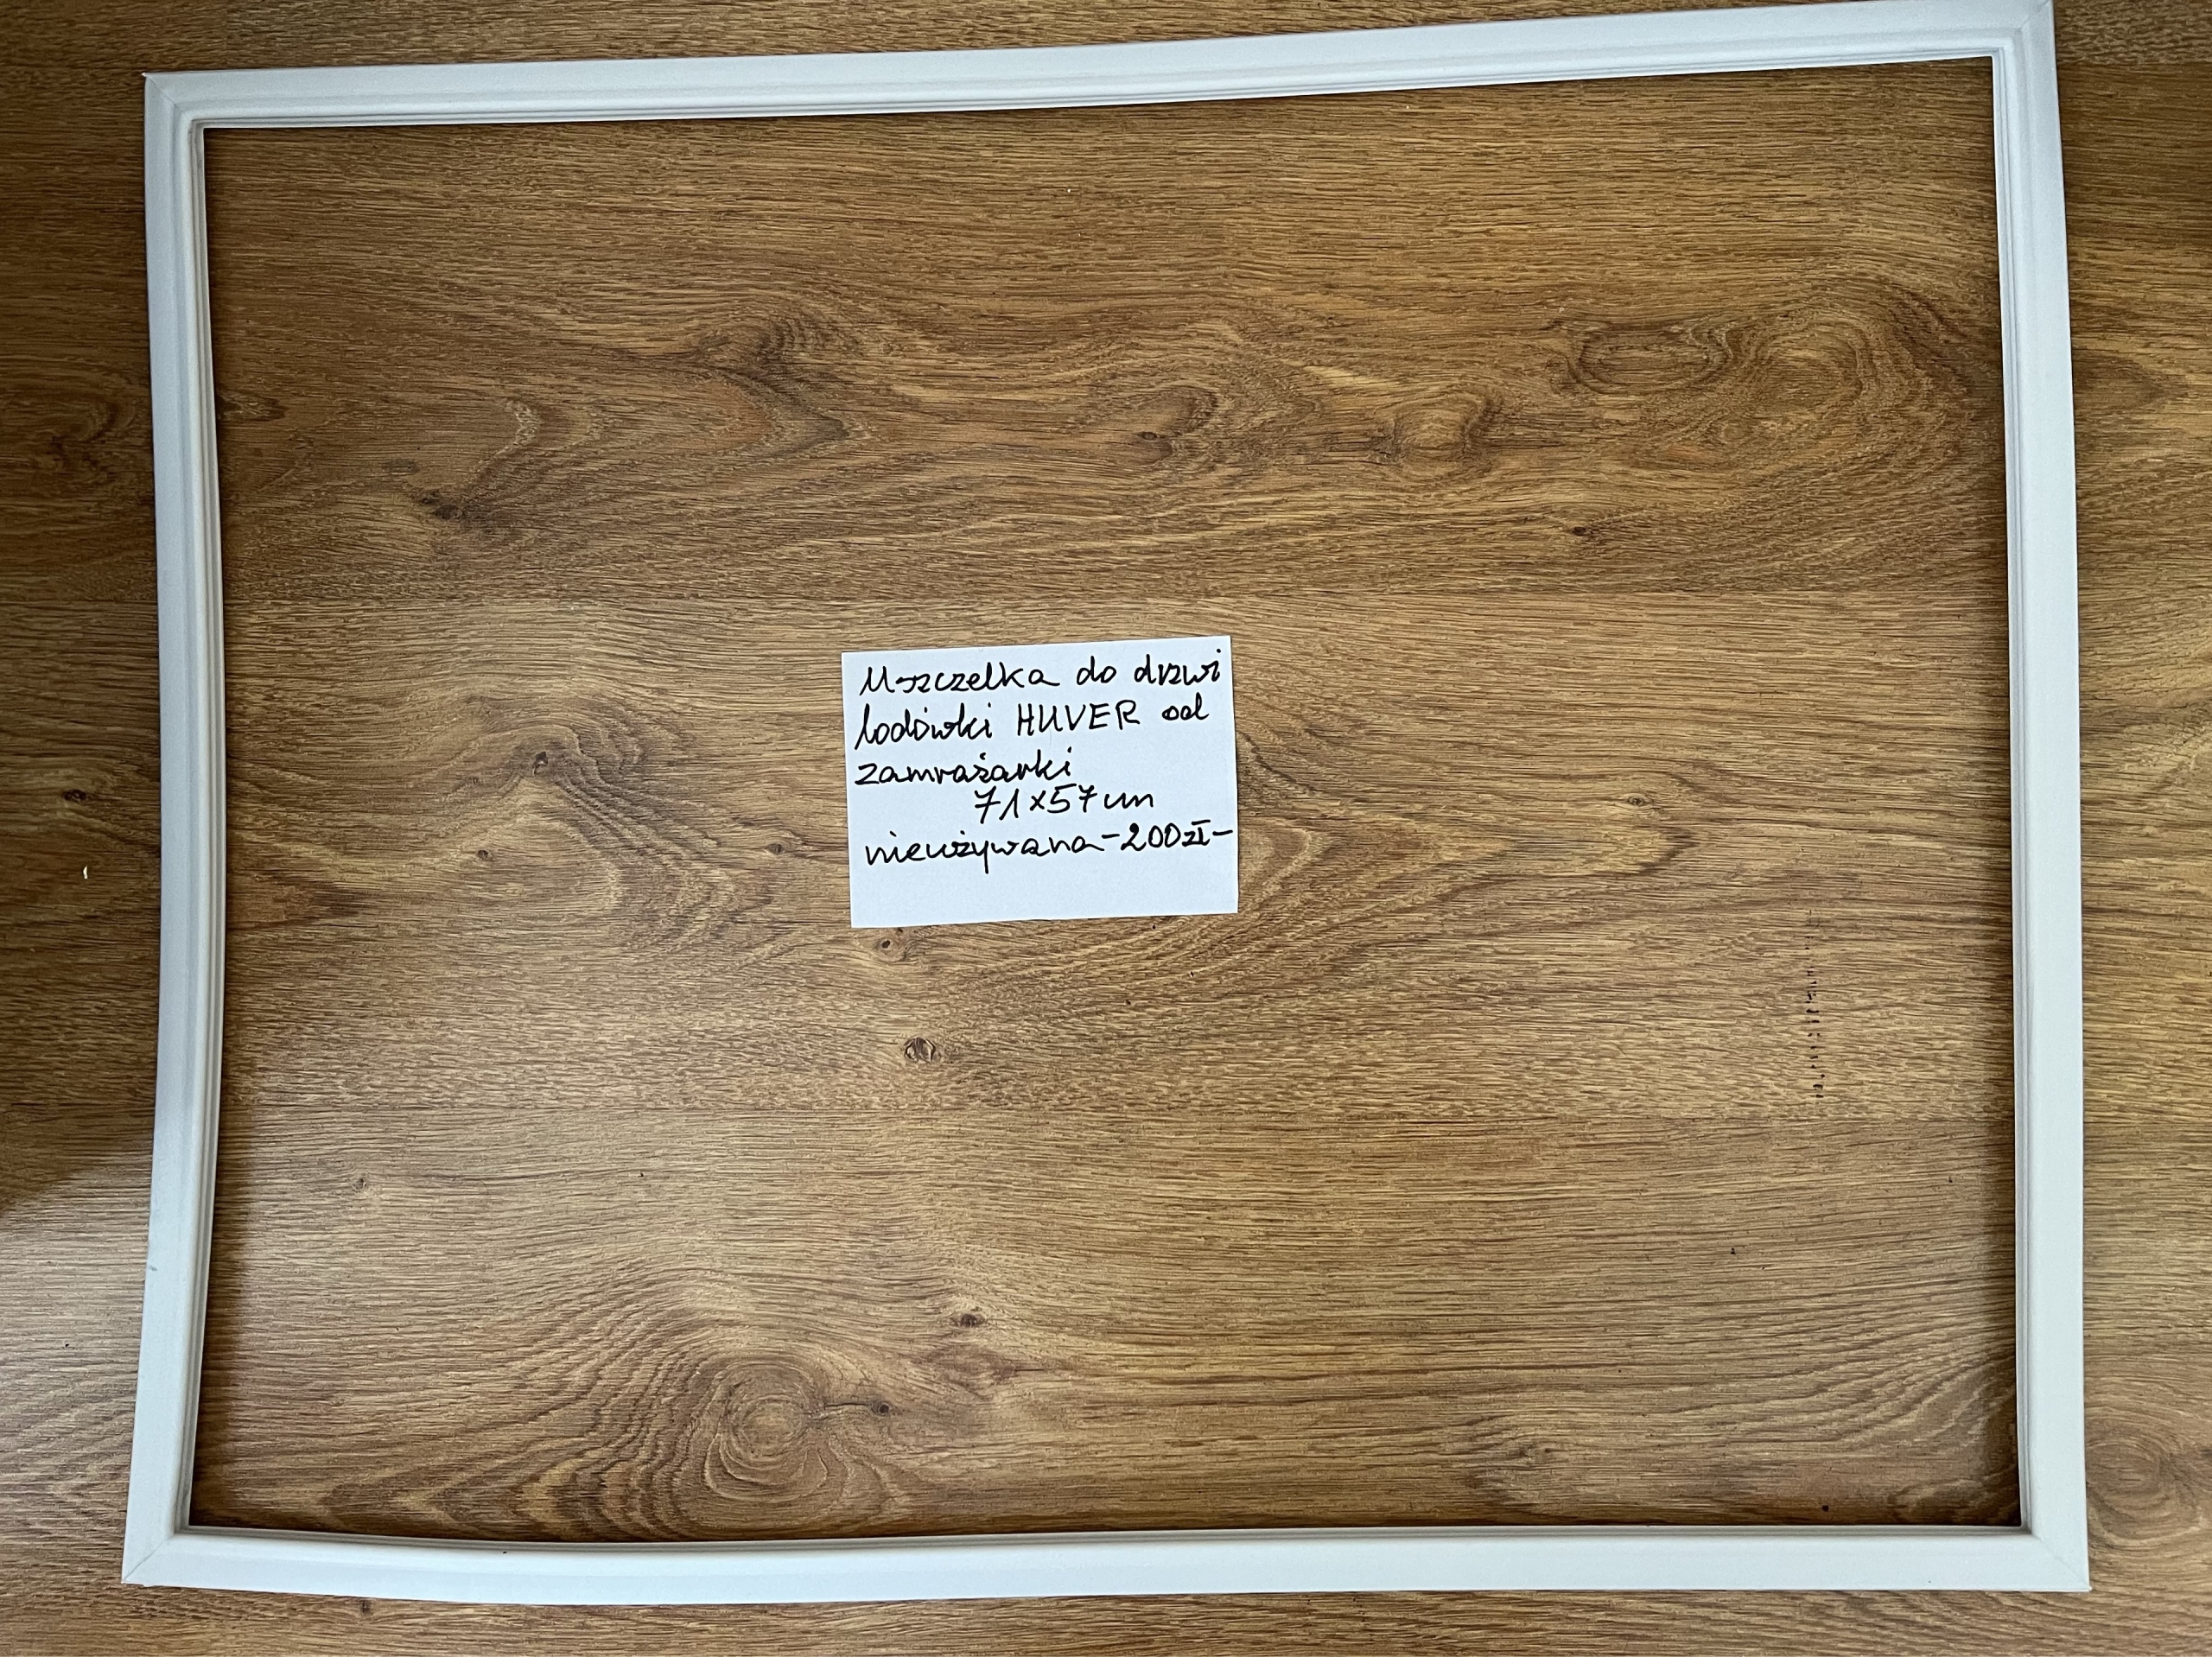 Uszczelka do drzwi
lodówki HUVER od
zamrażarki
71x57cm
nieużywana-200zł-